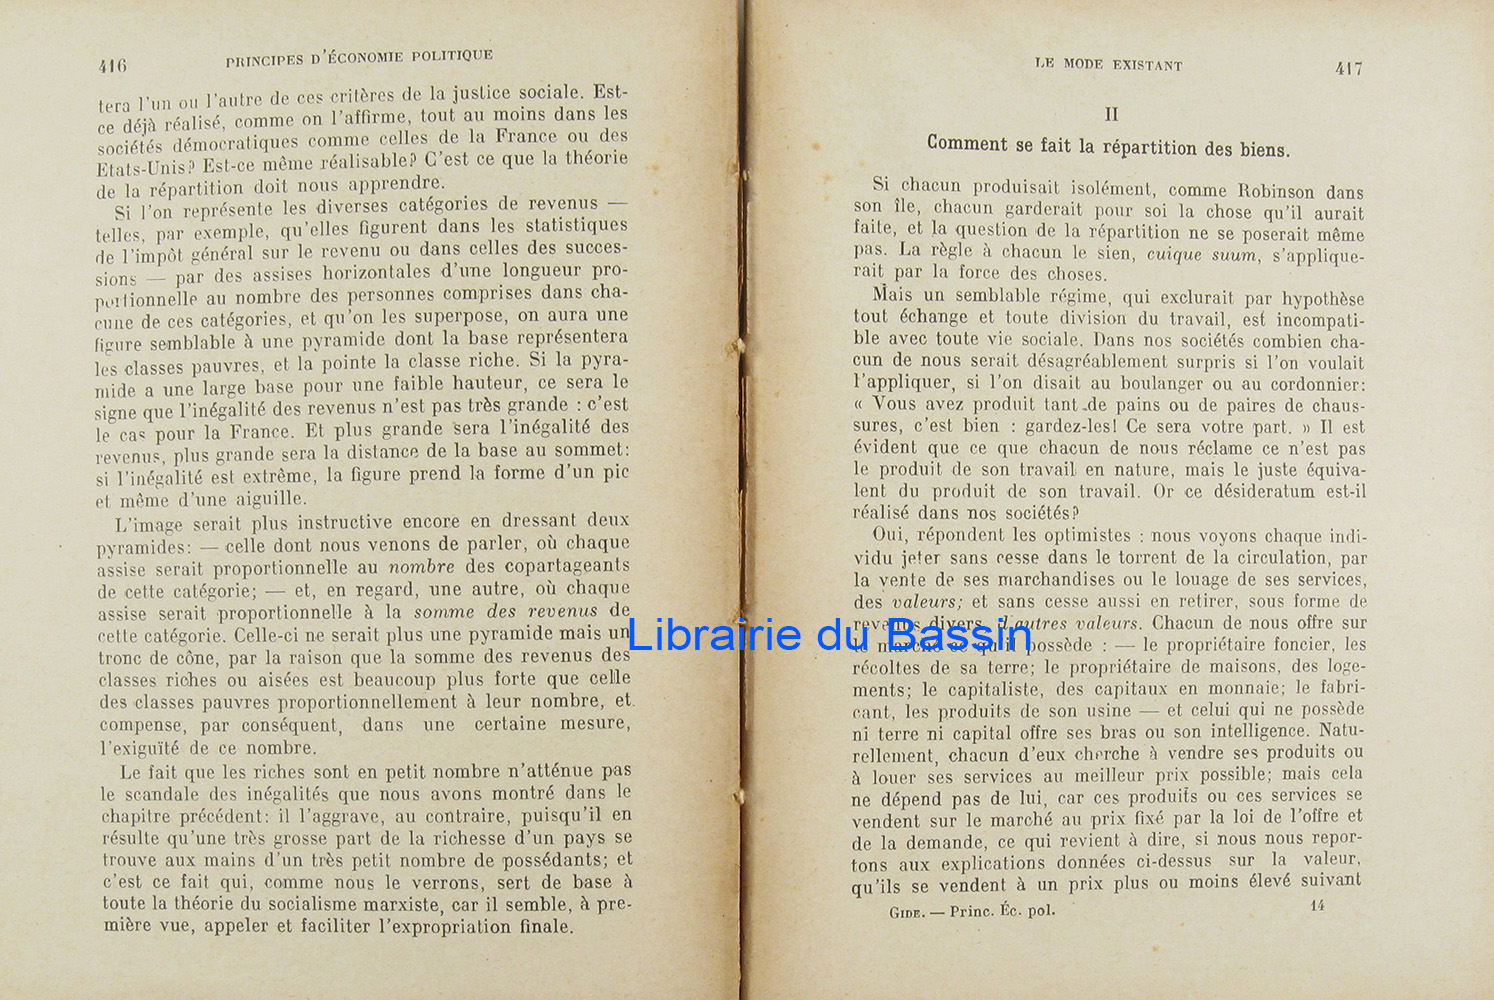 416 PRINCIPES D'ÉCONOMIE POLITIQUE
tera l'un ou l'autre de ces critères de la justice sociale. Est-
ce déjà réalisé, comme on l'affirme, tout au moins dans les
sociétés démocratiques comme celles de la France ou des
Etats-Unis? Est-ce même réalisable? C'est ce que la théorie
de la répartition doit nous apprendre.
Si l'on représente les diverses catégories de revenus —
telles, par exemple, qu'elles figurent dans les statistiques
de l'impôt général sur le revenu ou dans celles des succes-
sions — par des assises horizontales d'une longueur pro-
portionnelle au nombre des personnes comprises dans cha-
cune de ces catégories, et qu'on les superpose, on aura une
figure semblable à une pyramide dont la base représentera
les classes pauvres, et la pointe la classe riche. Si la pyra-
mide a une large base pour une faible hauteur, ce sera le
signe que l'inégalité des revenus n'est pas très grande : c'est
le cas pour la France. Et plus grande sera l'inégalité des
revenus, plus grande sera la distance de la base au sommet:
si l'inégalité est extrême, la figure prend la forme d'un pic
et même d'une aiguille.
L'image serait plus instructive encore en dressant deux
pyramides: — celle dont nous venons de parler, où chaque
assise serait proportionnelle au nombre des copartageants
de cette catégorie; — et, en regard, une autre, où chaque
assise serait proportionnelle à la somme des revenus de
cette catégorie. Celle-ci ne serait plus une pyramide mais un
tronc de cône, par la raison que la somme des revenus des
classes riches ou aisées est beaucoup plus forte que celle
des classes pauvres proportionnellement à leur nombre, et
compense, par conséquent, dans une certaine mesure,
l'exiguïté de ce nombre.
Le fait que les riches sont en petit nombre n'atténue pas
le scandale des inégalités que nous avons montré dans le
chapitre précédent: il l'aggrave, au contraire, puisqu'il en
résulte qu'une très grosse part de la richesse d'un pays se
trouve aux mains d'un très petit nombre de possédants; et
c'est ce fait qui, comme nous le verrons, sert de base à
toute la théorie du socialisme marxiste, car il semble, à pre-
mière vue, appeler et faciliter l'expropriation finale.
LE MODE EXISTANT 417
II
Comment se fait la répartition des biens.
Si chacun produisait isolément, comme Robinson dans
son île, chacun garderait pour soi la chose qu'il aurait
faite, et la question de la répartition ne se poserait même
pas. La règle à chacun le sien, cuique suum, s'applique-
rait par la force des choses.
Mais un semblable régime, qui exclurait par hypothèse
tout échange et toute division du travail, est incompati-
ble avec toute vie sociale. Dans nos sociétés combien cha-
cun de nous serait désagréablement surpris si l'on voulait
l'appliquer, si l'on disait au boulanger ou au cordonnier:
« Vous avez produit tant de pains ou de paires de chaus-
sures, c'est bien : gardez-les! Ce sera votre part. » Il est
évident que ce que chacun de nous réclame ce n'est pas
le produit de son travail en nature, mais le juste équiva-
lent du produit de son travail. Or ce désideratum est-il
réalisé dans nos sociétés?
Oui, répondent les optimistes : nous voyons chaque indi-
vidu jeter sans cesse dans le torrent de la circulation, par
la vente de ses marchandises ou le louage de ses services,
des valeurs; et sans cesse aussi en retirer, sous forme de
revenus divers, d'autres valeurs. Chacun de nous offre sur
le marché ce qu'il possède : — le propriétaire foncier, les
récoltes de sa terre; le propriétaire de maisons, des loge-
ments; le capitaliste, des capitaux en monnaie; le fabri-
cant, les produits de son usine — et celui qui ne possède
ni terre ni capital offre ses bras ou son intelligence. Natu-
rellement, chacun d'eux cherche à vendre ses produits ou
à louer ses services au meilleur prix possible; mais cela
ne dépend pas de lui, car ces produits ou ces services se
vendent sur le marché au prix fixé par la loi de l'offre et
de la demande, ce qui revient à dire, si nous nous repor-
tons aux explications données ci-dessus sur la valeur,
qu'ils se vendent à un prix plus ou moins élevé suivant
GIDE. — Princ. Éc. pol. 14
Librairie du Bassin